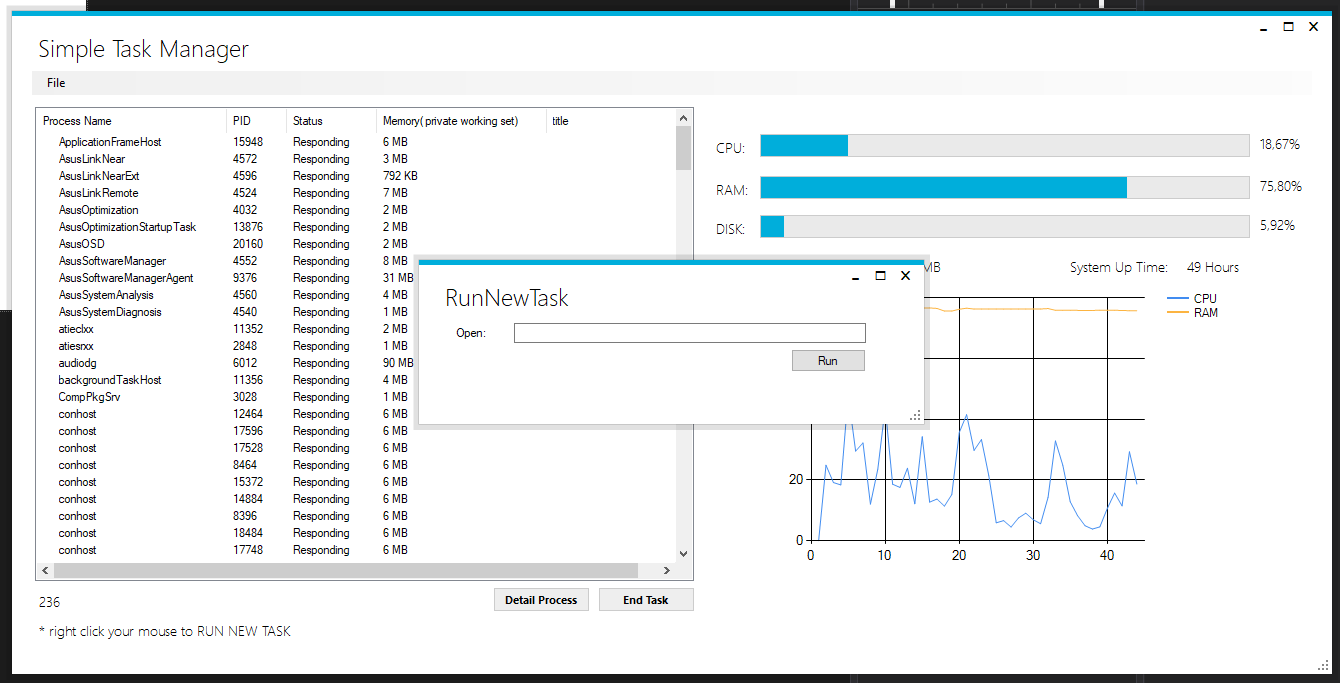 Simple Task Manager
File
Process Name PID Status Memory( private working set) title
ApplicationFrameHost 15948 Responding 6 MB
AsusLinkNear 4572 Responding 3 MB
AsusLinkNearExt 4596 Responding 792 KB
AsusLinkRemote 4524 Responding 7 MB
AsusOptimization 4032 Responding 2 MB
AsusOptimizationStartupTask 13876 Responding 2 MB
AsusOSD 20160 Responding 2 MB
AsusSoftwareManager 4552 Responding 8 MB
AsusSoftwareManagerAgent 9376 Responding 31 MB
AsusSystemAnalysis 4560 Responding 4 MB
AsusSystemDiagnosis 4540 Responding 1 MB
atieclxx 11352 Responding 2 MB
atiesrxx 2848 Responding 1 MB
audiodg 6012 Responding 90 MB
backgroundTaskHost 11356 Responding 4 MB
CompPkgSrv 3028 Responding 1 MB
conhost 12464 Responding 6 MB
conhost 17596 Responding 6 MB
conhost 17528 Responding 6 MB
conhost 8464 Responding 6 MB
conhost 15372 Responding 6 MB
conhost 14884 Responding 6 MB
conhost 8396 Responding 6 MB
conhost 18484 Responding 6 MB
conhost 17748 Responding 6 MB
236
Detail Process End Task
* right click your mouse to RUN NEW TASK
CPU: 18,67%
RAM: 75,80%
DISK: 5,92%
MB System Up Time: 49 Hours
CPU
RAM
20
0
0 10 20 30 40
RunNewTask
Open:
Run